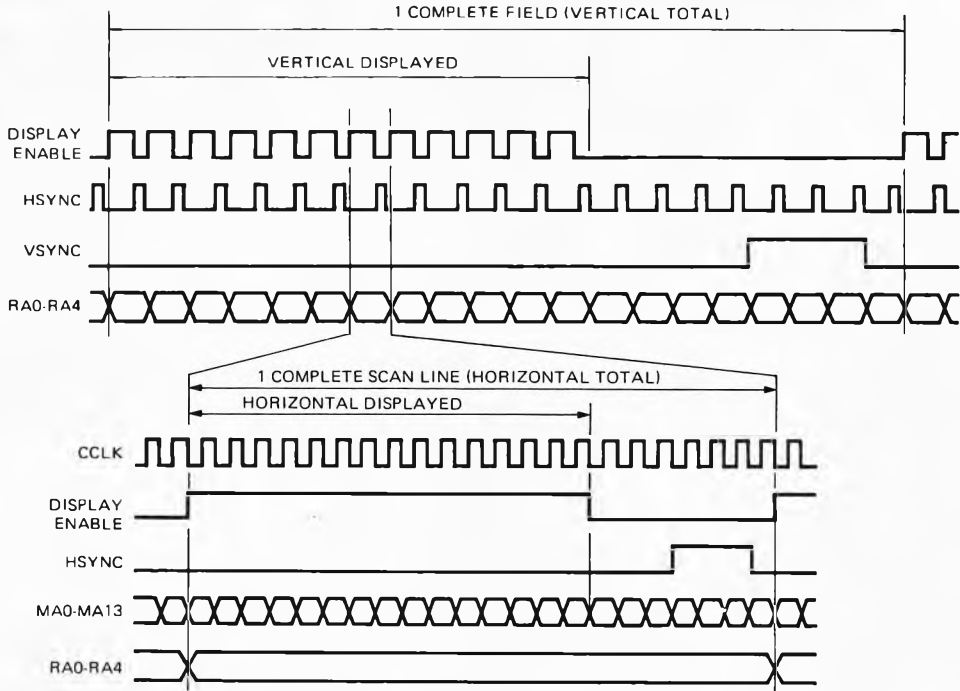 1 COMPLETE FIELD (VERTICAL TOTAL)
VERTICAL DISPLAYED
DISPLAY
ENABLE
HSYNC
VSYNC
RA0-RA4
1 COMPLETE SCAN LINE (HORIZONTAL TOTAL)
HORIZONTAL DISPLAYED
CCLK
DISPLAY
ENABLE
HSYNC
MA0-MA13
RA0-RA4